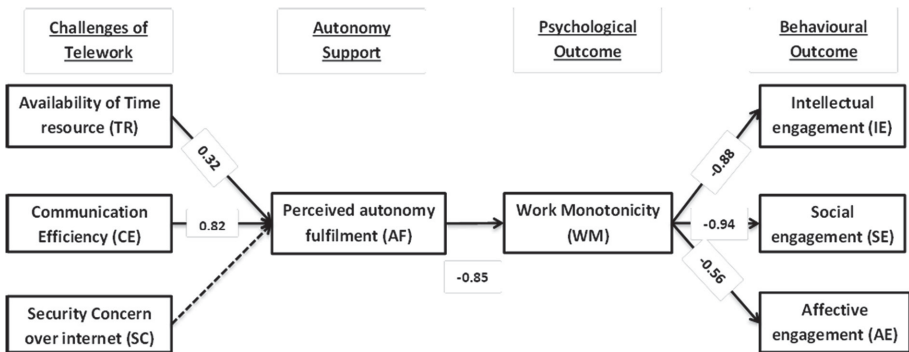 Challenges of
Telework
Autonomy
Support
Psychological
Outcome
Behavioural
Outcome
Availability of Time
resource (TR)
0.32
Communication
Efficiency (CE)
0.82
Security Concern
over internet (SC)
Perceived autonomy
fulfilment (AF)
-0.85
Work Monotonicity
(WM)
-0.88
-0.94
-0.56
Intellectual
engagement (IE)
Social
engagement (SE)
Affective
engagement (AE)